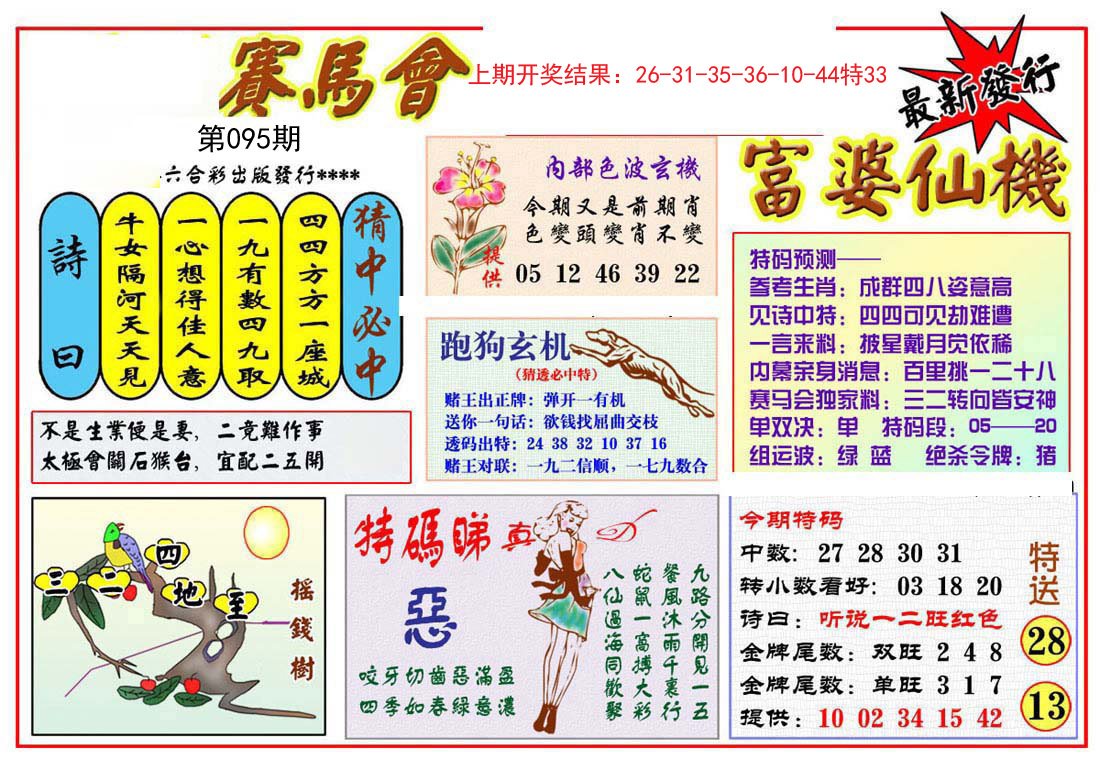 賽馬會
上期开奖结果：26-31-35-36-10-44特33
最新發行
第095期
六合彩出版發行****
詩曰
牛女隔河天天見
一心想得佳人意
一九有數四九取
四四方方一座城
猜中必中
不是生業便是要，二竞難作事
太極會關石猴台，宜配二五開
内部色波玄機
今期又是前期肖
色變頭變肖不變
提供
05 12 46 39 22
跑狗玄机
（猜透必中特）
赌王出正牌：弹开一有机
送你一句话：欲钱找屈曲交枝
透码出特：24 38 32 10 37 16
赌王对联：一九二信顺，一七九数合
富婆仙機
特码预测——
参考生肖：成群四八姿意高
见诗中特：四四可见劫难遭
一言来料：披星戴月觉依稀
内幕亲身消息：百里挑一二十八
赛马会独家料：三二转向皆安神
单双决：单 特码段：05——20
组运波：绿 蓝 绝杀令牌：猪
三二四地至
摇錢樹
特碼睇真
惡
咬牙切齒惡滿盈
四季如春綠意濃
九路分開見一五
餐風沐雨千裏行
蛇鼠一窩搏大彩
八仙過海同歡聚
今期特码
中数：27 28 30 31
转小数看好：03 18 20
诗曰：听说一二旺红色
金牌尾数：双旺 2 4 8
金牌尾数：单旺 3 1 7
提供：10 02 34 15 42
特送
28
13